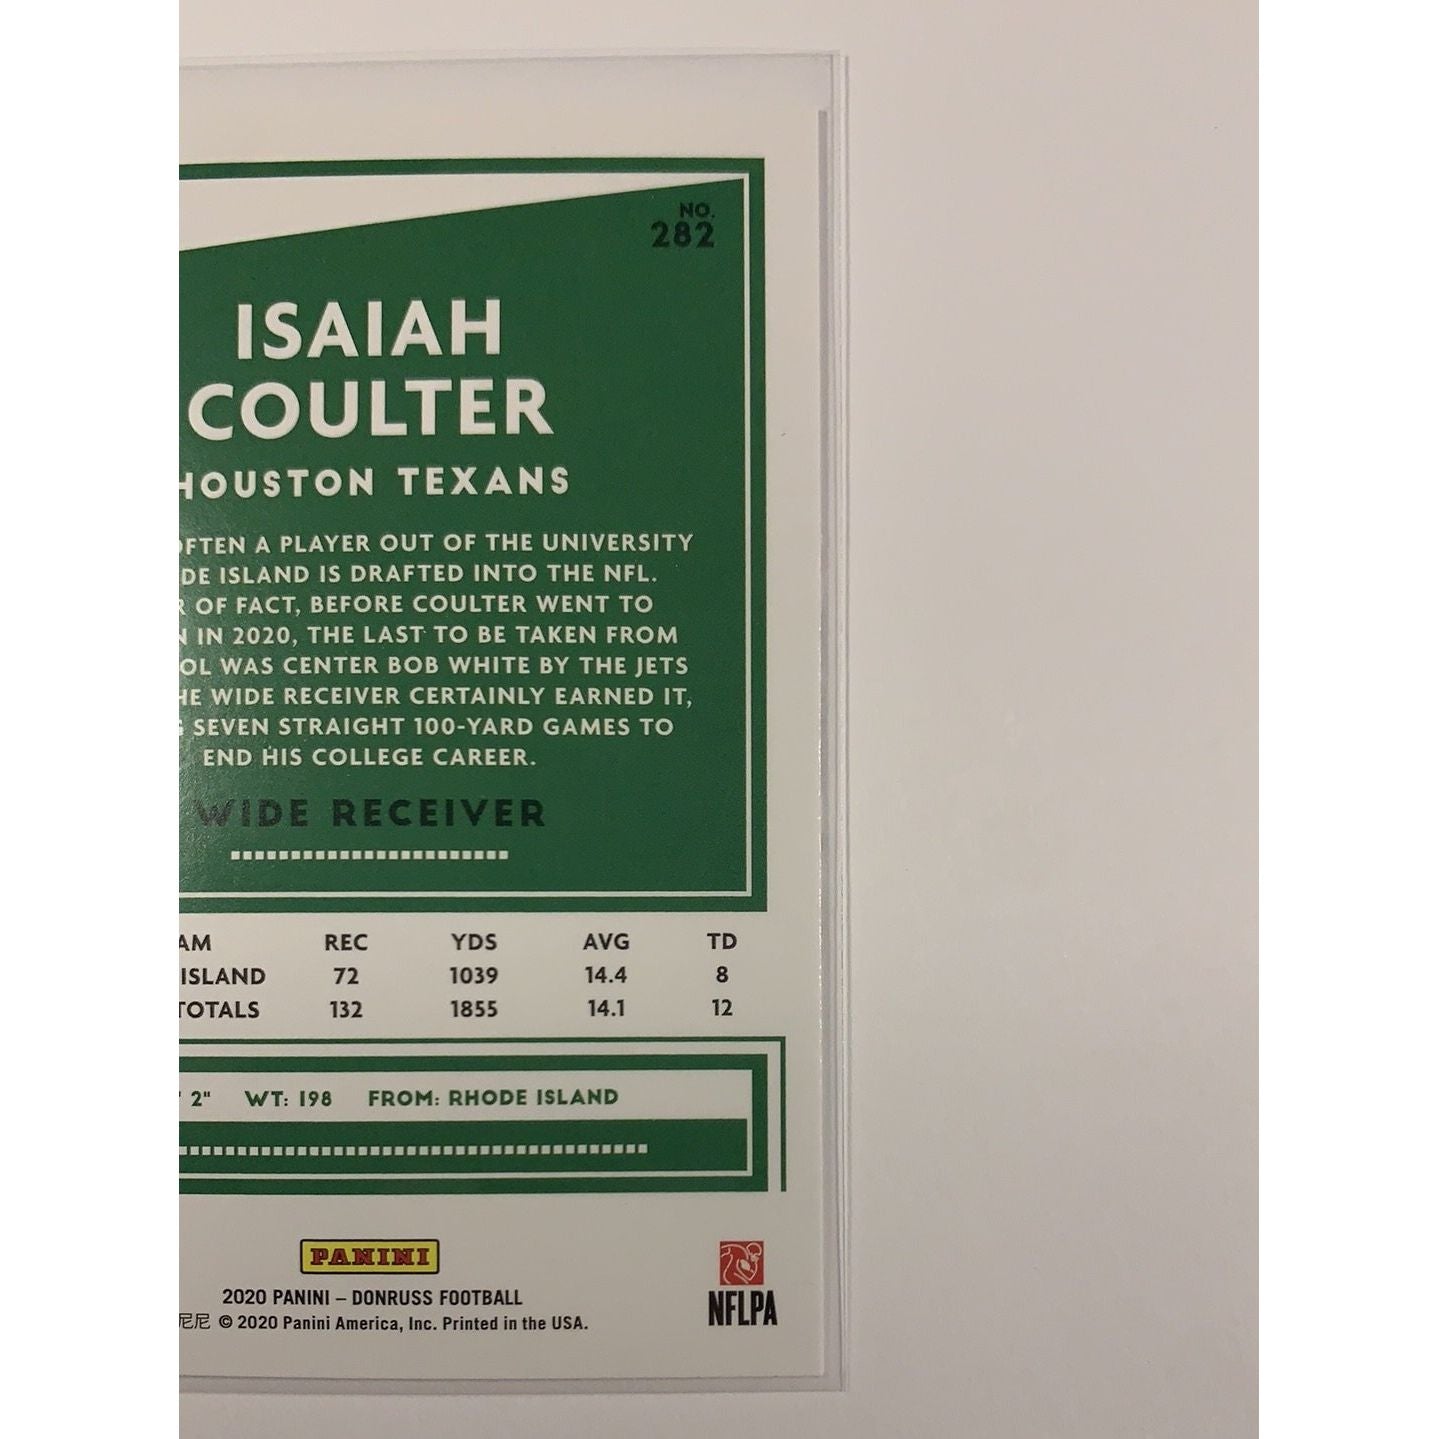 NO.
282
ISAIAH
COULTER
HOUSTON TEXANS
OFTEN A PLAYER OUT OF THE UNIVERSITY
DE ISLAND IS DRAFTED INTO THE NFL.
R OF FACT, BEFORE COULTER WENT TO
N IN 2020, THE LAST TO BE TAKEN FROM
OL WAS CENTER BOB WHITE BY THE JETS
HE WIDE RECEIVER CERTAINLY EARNED IT,
G SEVEN STRAIGHT 100-YARD GAMES TO
END HIS COLLEGE CAREER.
WIDE RECEIVER
AM REC YDS AVG TD
ISLAND 72 1039 14.4 8
TOTALS 132 1855 14.1 12
' 2" WT: 198 FROM: RHODE ISLAND
PANINI
2020 PANINI – DONRUSS FOOTBALL
尼尼 © 2020 Panini America, Inc. Printed in the USA.
NFLPA